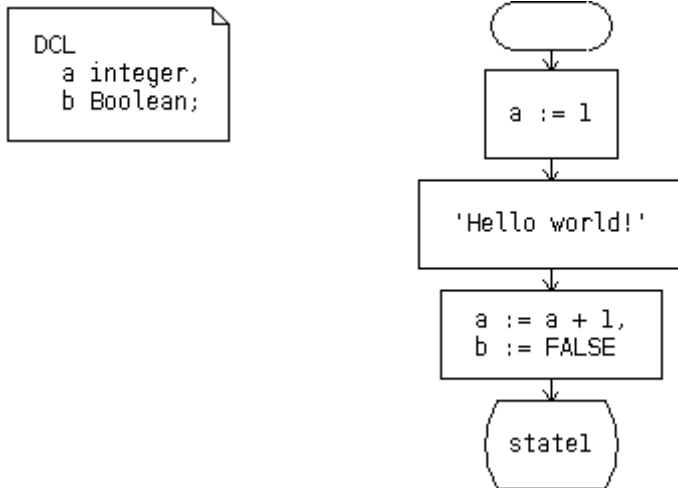 DCL
a integer,
b Boolean;
a := 1
'Hello world!'
a := a + 1,
b := FALSE
state1